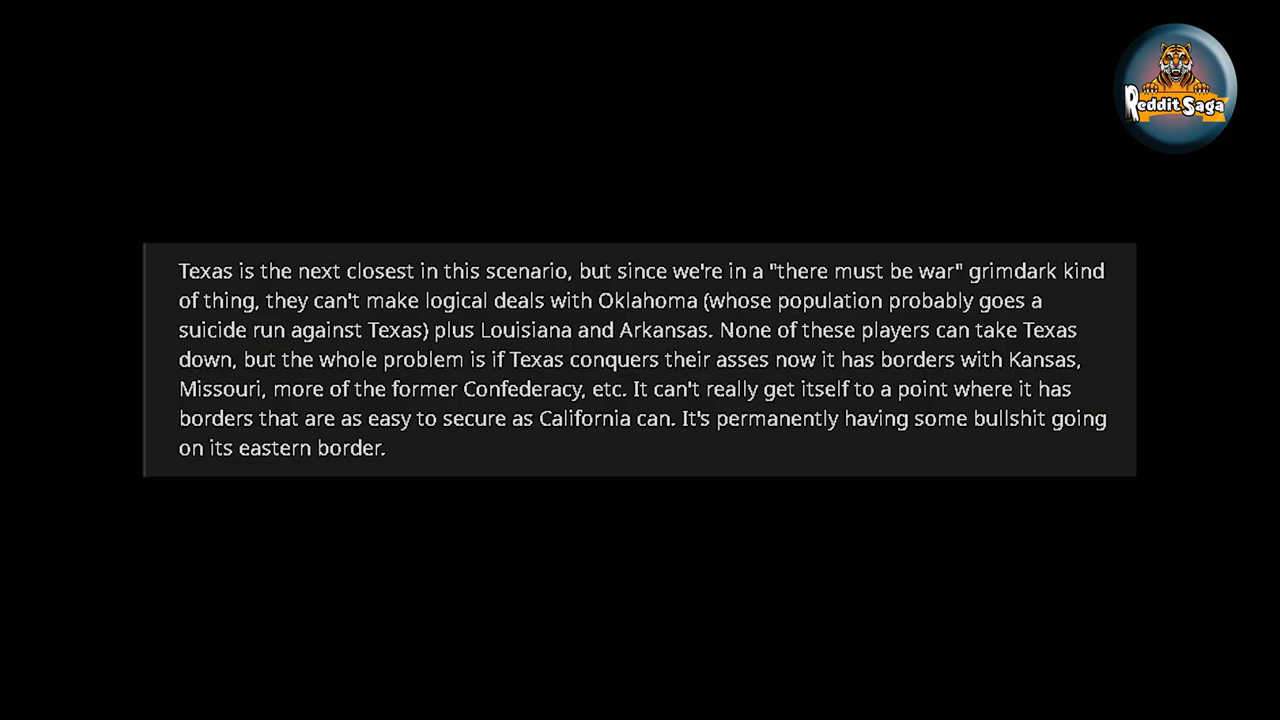 Reddit Saga
Texas is the next closest in this scenario, but since we're in a "there must be war" grimdark kind
of thing, they can't make logical deals with Oklahoma (whose population probably goes a
suicide run against Texas) plus Louisiana and Arkansas. None of these players can take Texas
down, but the whole problem is if Texas conquers their asses now it has borders with Kansas,
Missouri, more of the former Confederacy, etc. It can't really get itself to a point where it has
borders that are as easy to secure as California can. It's permanently having some bullshit going
on its eastern border.